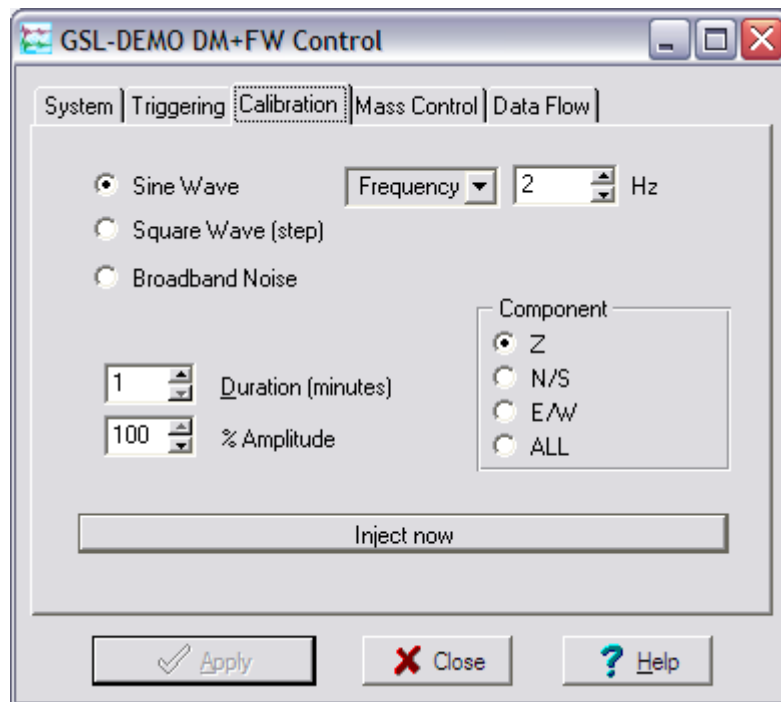 GSL-DEMO DM+FW Control
System Triggering Calibration Mass Control Data Flow
Sine Wave Frequency 2 Hz
Square Wave (step)
Broadband Noise
Component
Z
N/S
E/W
ALL
1 Duration (minutes)
100 % Amplitude
Inject now
Apply Close Help